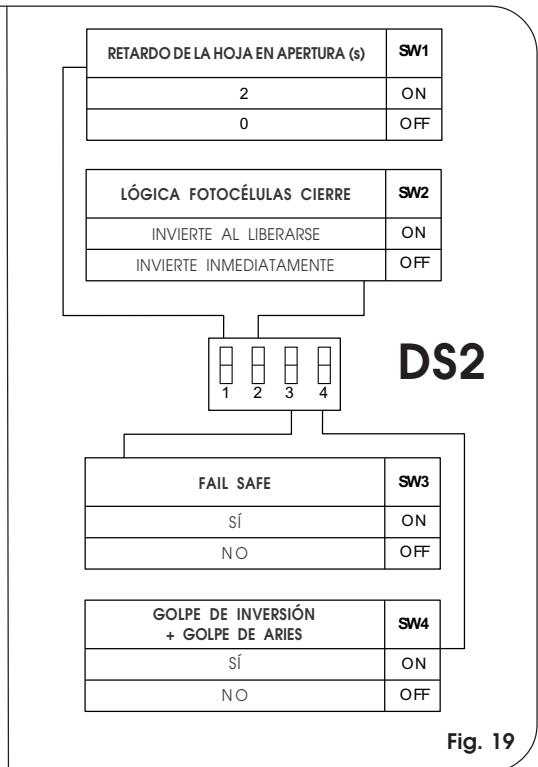 RETARDO DE LA HOJA EN APERTURA (s) SW1
2 ON
0 OFF
LÓGICA FOTOCÉLULAS CIERRE SW2
INVIERTE AL LIBERARSE ON
INVIERTE INMEDIATAMENTE OFF
DS2
1 2 3 4
FAIL SAFE SW3
SÍ ON
NO OFF
GOLPE DE INVERSIÓN
+ GOLPE DE ARIES SW4
SÍ ON
NO OFF
Fig. 19